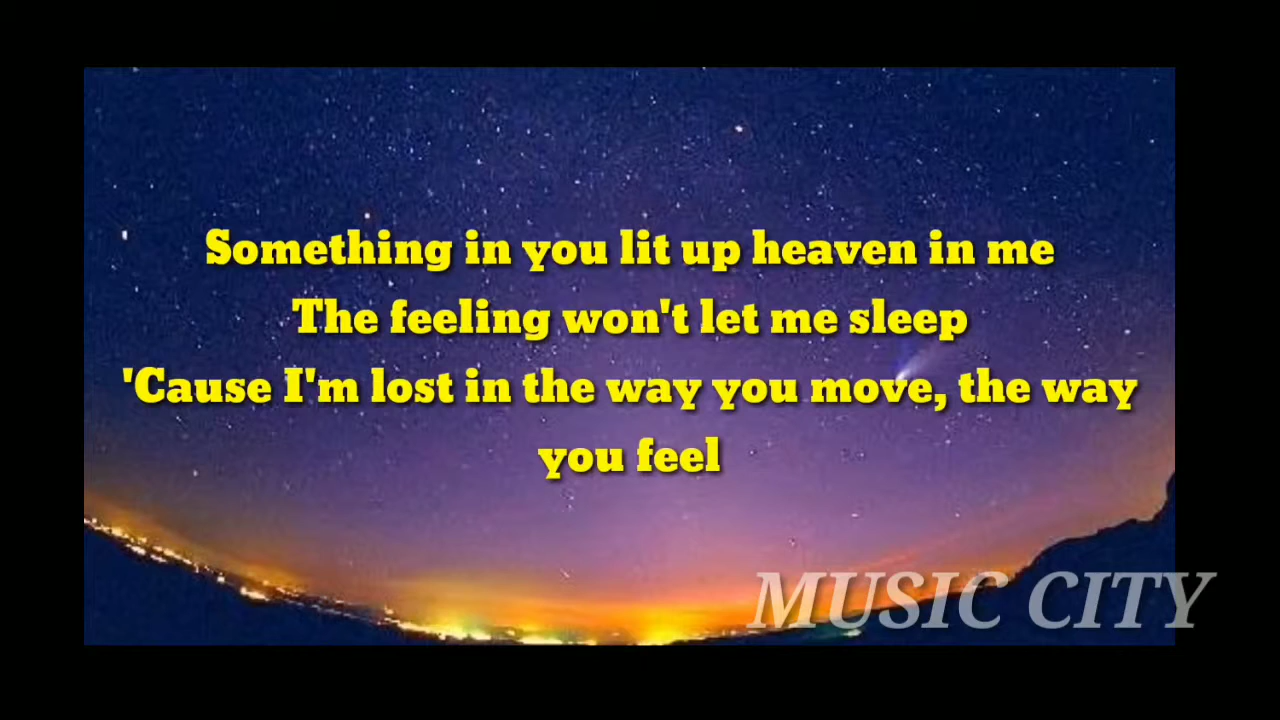 Something in you lit up heaven in me
The feeling won't let me sleep
'Cause I'm lost in the way you move, the way
you feel
MUSIC CITY